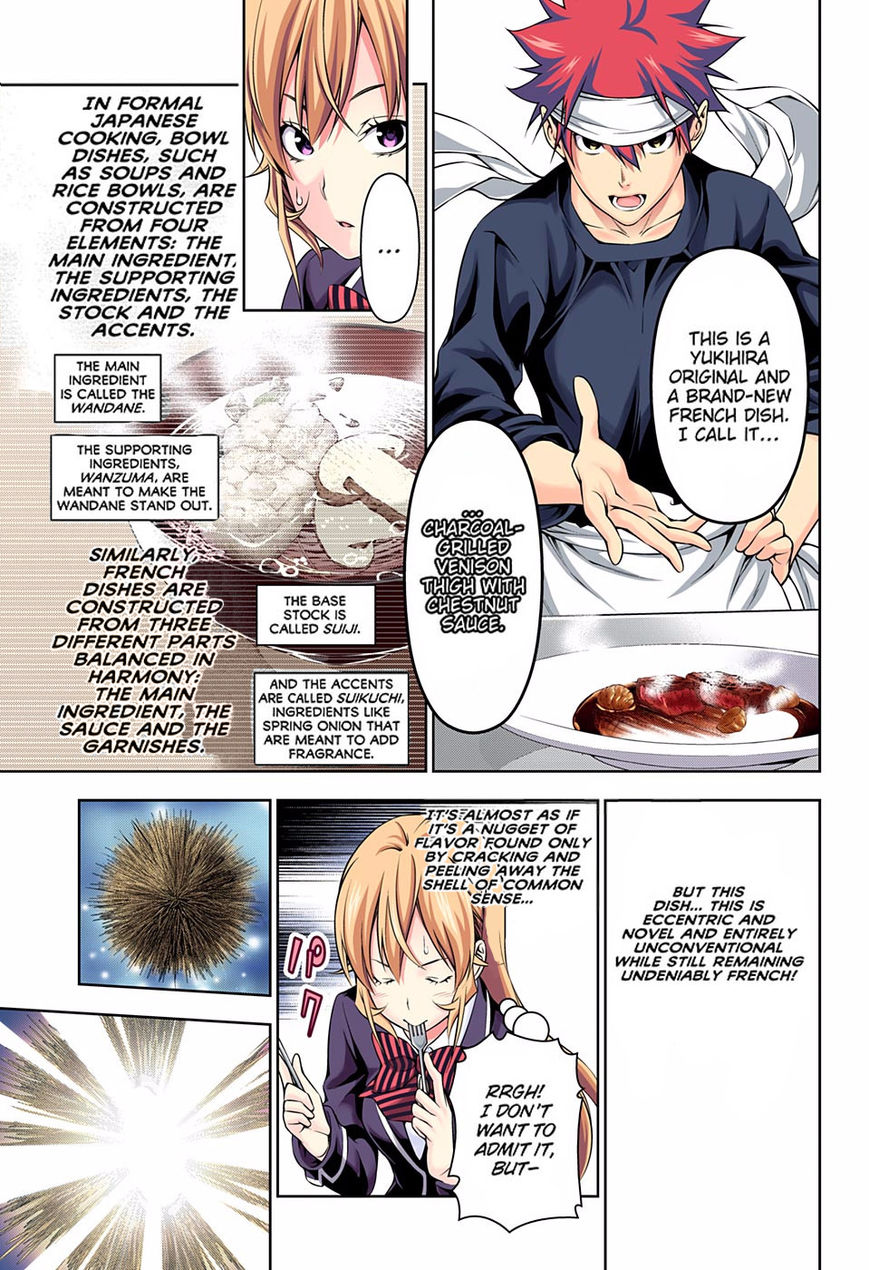 THIS IS A
YUKIHIRA
ORIGINAL AND
A BRAND-NEW
FRENCH DISH.
I CALL IT...
...
CHARCOAL-
GRILLED
VENISON
THIGH WITH
CHESTNUT
SAUCE.
...
IN FORMAL
JAPANESE
COOKING, BOWL
DISHES, SUCH
AS SOUPS AND
RICE BOWLS, ARE
CONSTRUCTED
FROM FOUR
ELEMENTS: THE
MAIN INGREDIENT,
THE SUPPORTING
INGREDIENTS, THE
STOCK AND THE
ACCENTS.
THE MAIN
INGREDIENT
IS CALLED THE
WANDANE.
THE SUPPORTING
INGREDIENTS,
WANZUMA, ARE
MEANT TO MAKE THE
WANDANE STAND OUT.
THE BASE
STOCK IS
CALLED SUIJI.
AND THE ACCENTS
ARE CALLED SUIKUCHI,
INGREDIENTS LIKE
SPRING ONION THAT
ARE MEANT TO ADD
FRAGRANCE.
SIMILARLY,
FRENCH
DISHES ARE
CONSTRUCTED
FROM THREE
DIFFERENT PARTS
BALANCED IN
HARMONY:
THE MAIN
INGREDIENT, THE
SAUCE AND THE
GARNISHES.
BUT THIS
DISH... THIS IS
ECCENTRIC AND
NOVEL AND ENTIRELY
UNCONVENTIONAL
WHILE STILL REMAINING
UNDENIABLY FRENCH!
IT'S ALMOST AS IF
IT'S A NUGGET OF
FLAVOR FOUND ONLY
BY CRACKING AND
PEELING AWAY THE
SHELL OF COMMON
SENSE...
RRGH!
I DON'T
WANT TO
ADMIT IT,
BUT–